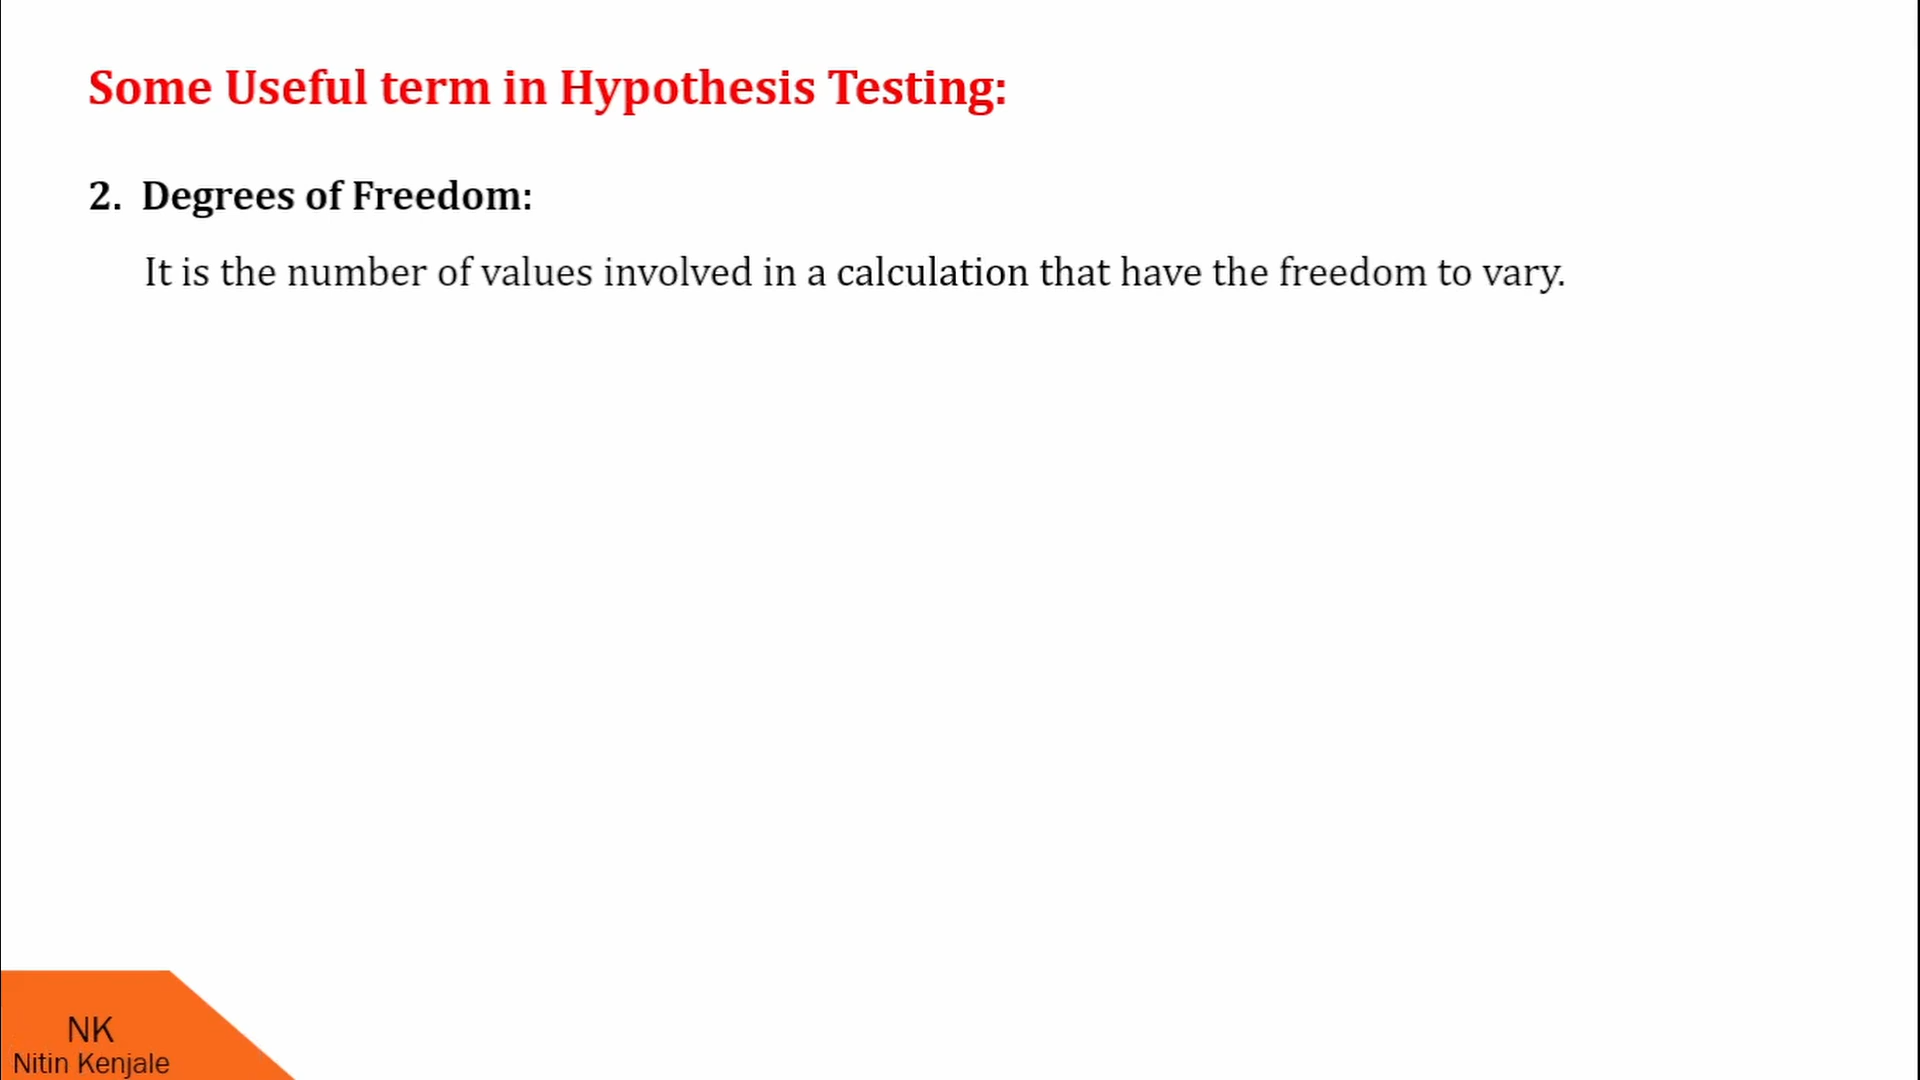 Some Useful term in Hypothesis Testing:
2. Degrees of Freedom:
It is the number of values involved in a calculation that have the freedom to vary.
NK
Nitin Kenjale